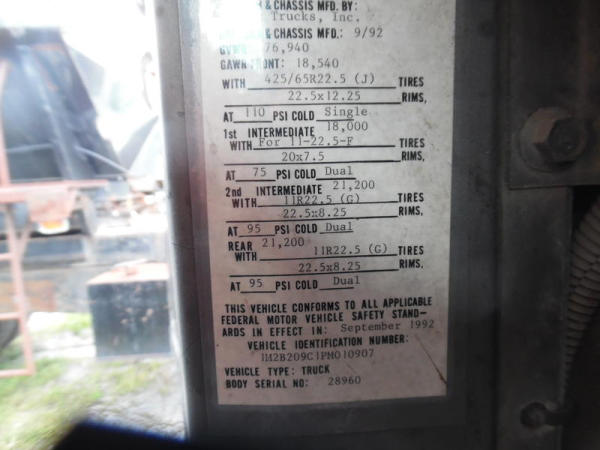 & CHASSIS MFD. BY:
Trucks, Inc.
& CHASSIS MFD.: 9/92
76,940
GAWR FRONT: 18,540
WITH 425/65R22.5 (J) TIRES
22.5x12.25 RIMS,
AT 110 PSI COLD Single
1st INTERMEDIATE 18,000
WITH For 11-22.5-F TIRES
20x7.5 RIMS,
AT 75 PSI COLD Dual
2nd INTERMEDIATE 21,200
WITH 11R22.5 (G) TIRES
22.5x8.25 RIMS,
AT 95 PSI COLD Dual
REAR 21,200
WITH 11R22.5 (G) TIRES
22.5x8.25 RIMS,
AT 95 PSI COLD Dual
THIS VEHICLE CONFORMS TO ALL APPLICABLE
FEDERAL MOTOR VEHICLE SAFETY STAND-
ARDS IN EFFECT IN: September 1992
VEHICLE IDENTIFICATION NUMBER:
1M2B209C1PM010907
VEHICLE TYPE: TRUCK
BODY SERIAL NO: 28960